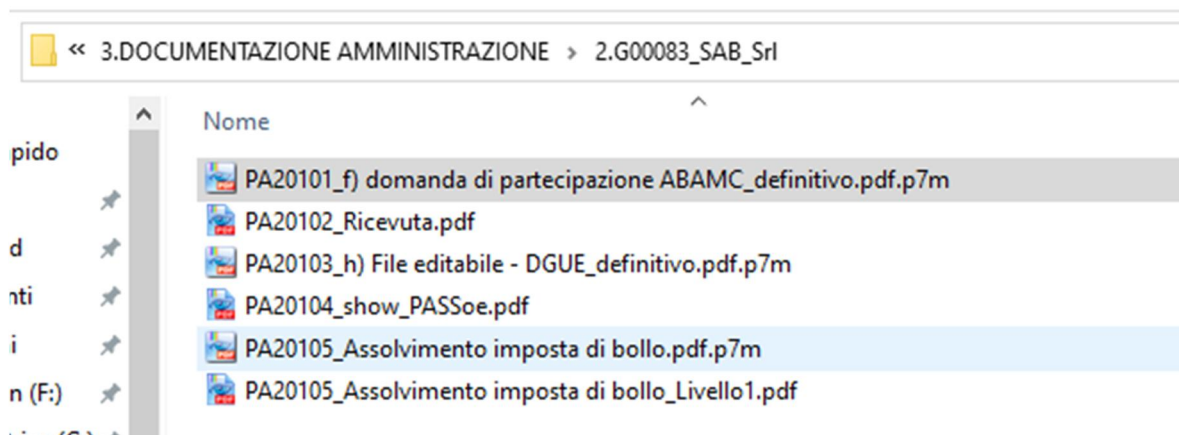 « 3.DOCUMENTAZIONE AMMINISTRAZIONE > 2.G00083_SAB_Srl
Nome
pido
PA20101_f) domanda di partecipazione ABAMC_definitivo.pdf.p7m
PA20102_Ricevuta.pdf
d
PA20103_h) File editabile - DGUE_definitivo.pdf.p7m
nti
PA20104_show_PASSoe.pdf
i
PA20105_Assolvimento imposta di bollo.pdf.p7m
n (F:)
PA20105_Assolvimento imposta di bollo_Livello1.pdf